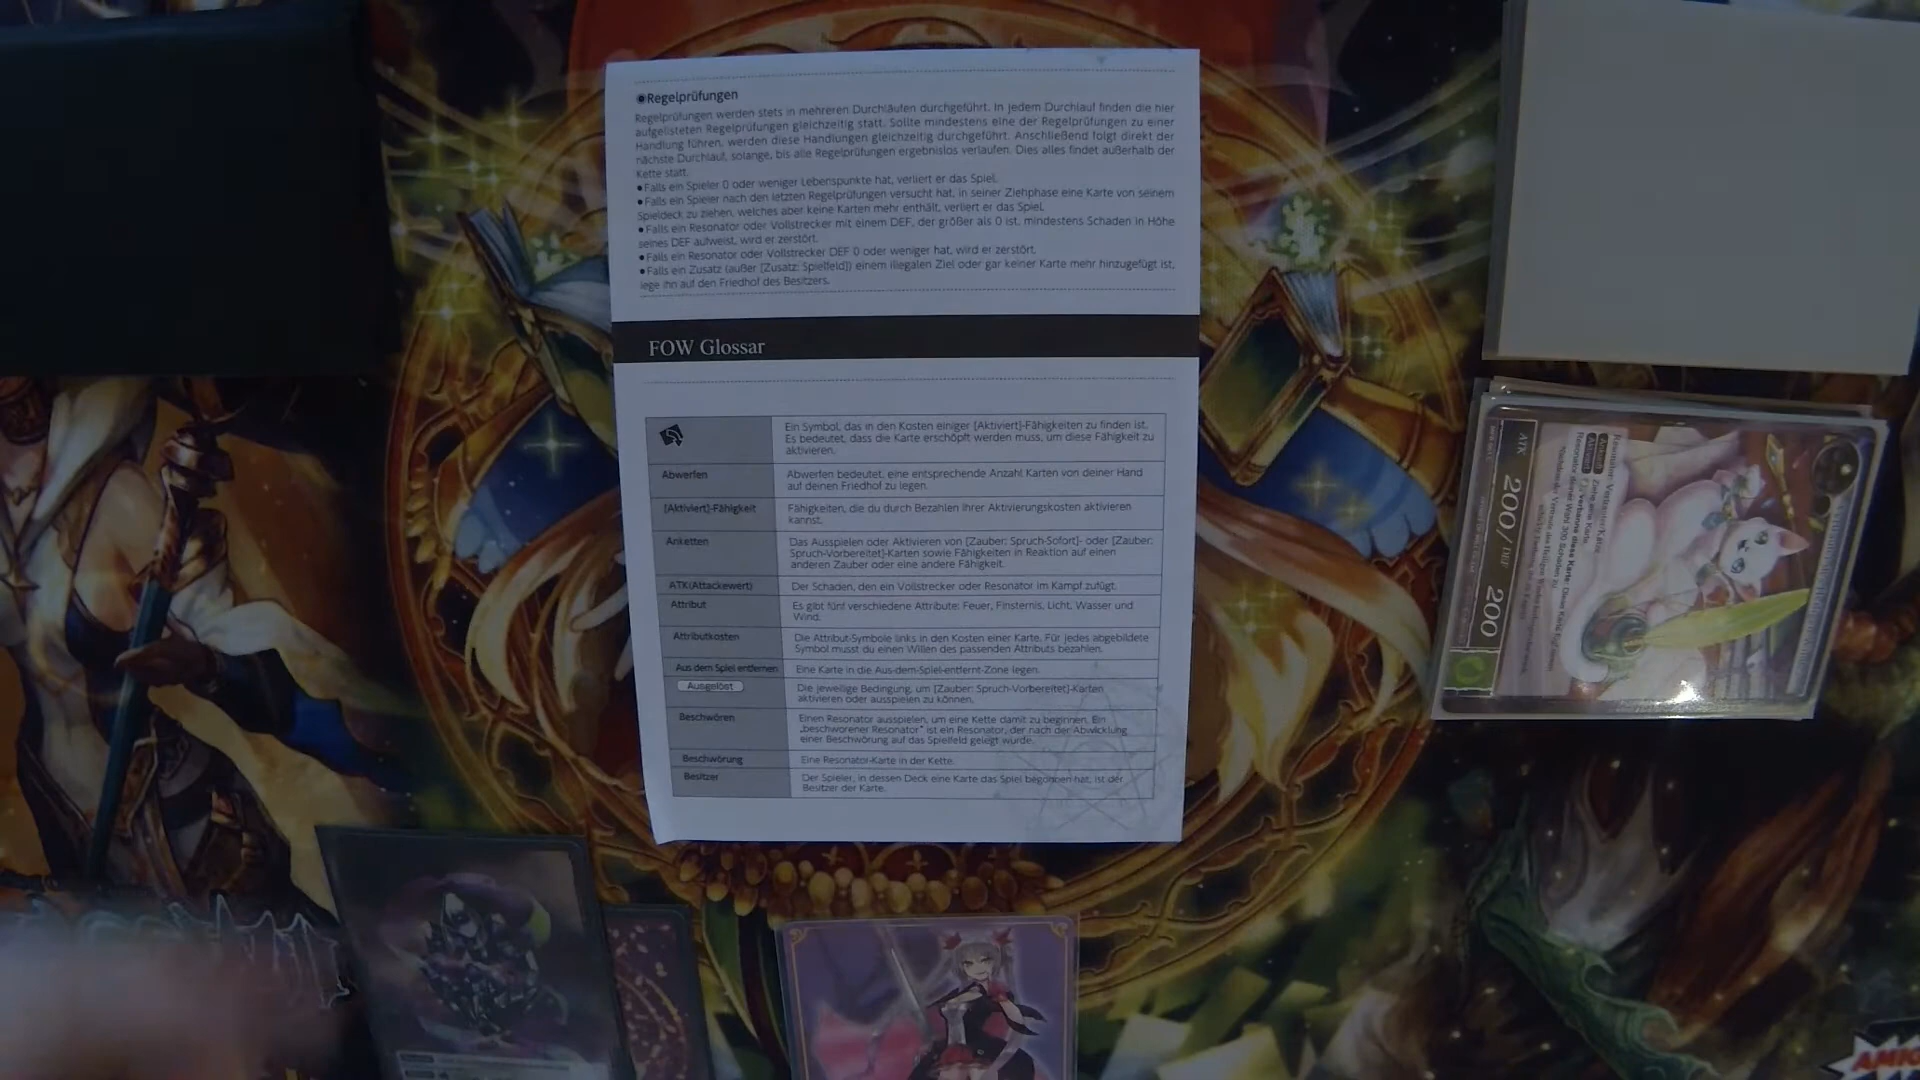 ◉Regelprüfungen
Regelprüfungen werden stets in mehreren Durchläufen durchgeführt. In jedem Durchlauf finden die hier
aufgelisteten Regelprüfungen gleichzeitig statt. Sollte mindestens eine der Regelprüfungen zu einer
Handlung führen, werden diese Handlungen gleichzeitig durchgeführt. Anschließend folgt direkt der
nächste Durchlauf, solange, bis alle Regelprüfungen ergebnislos verlaufen. Dies alles findet außerhalb der
Kette statt.
●Falls ein Spieler 0 oder weniger Lebenspunkte hat, verliert er das Spiel.
●Falls ein Spieler nach den letzten Regelprüfungen versucht hat, in seiner Ziehphase eine Karte von seinem
Spieldeck zu ziehen, welches aber keine Karten mehr enthält, verliert er das Spiel.
●Falls ein Resonator oder Vollstrecker mit einem DEF, der größer als 0 ist, mindestens Schaden in Höhe
seines DEF aufweist, wird er zerstört.
●Falls ein Resonator oder Vollstrecker DEF 0 oder weniger hat, wird er zerstört.
●Falls ein Zusatz (außer [Zusatz: Spielfeld]) einem illegalen Ziel oder gar keiner Karte mehr hinzugefügt ist,
lege ihn auf den Friedhof des Besitzers.
FOW Glossar
Ein Symbol, das in den Kosten einiger [Aktiviert]-Fähigkeiten zu finden ist.
Es bedeutet, dass die Karte erschöpft werden muss, um diese Fähigkeit zu
aktivieren.
Abwerfen
Abwerfen bedeutet, eine entsprechende Anzahl Karten von deiner Hand
auf deinen Friedhof zu legen.
[Aktiviert]-Fähigkeit
Fähigkeiten, die du durch Bezahlen ihrer Aktivierungskosten aktivieren
kannst.
Anketten
Das Ausspielen oder Aktivieren von [Zauber: Spruch-Sofort]- oder [Zauber:
Spruch-Vorbereitet]-Karten sowie Fähigkeiten in Reaktion auf einen
anderen Zauber oder eine andere Fähigkeit.
ATK(Attackewert)
Der Schaden, den ein Vollstrecker oder Resonator im Kampf zufügt.
Attribut
Es gibt fünf verschiedene Attribute: Feuer, Finsternis, Licht, Wasser und
Wind.
Attributkosten
Die Attribut-Symbole links in den Kosten einer Karte. Für jedes abgebildete
Symbol musst du einen Willen des passenden Attributs bezahlen.
Aus dem Spiel entfernen
Eine Karte in die Aus-dem-Spiel-entfernt-Zone legen.
Ausgelöst
Die jeweilige Bedingung, um [Zauber: Spruch-Vorbereitet]-Karten
aktivieren oder ausspielen zu können.
Beschwören
Einen Resonator ausspielen, um eine Kette damit zu beginnen. Ein
„beschworener Resonator" ist ein Resonator, der nach der Abwicklung
einer Beschwörung auf das Spielfeld gelegt wurde.
Beschwörung
Eine Resonator-Karte in der Kette.
Besitzer
Der Spieler, in dessen Deck eine Karte das Spiel begonnen hat, ist der
Besitzer der Karte.
ATK 200 / DEF 200